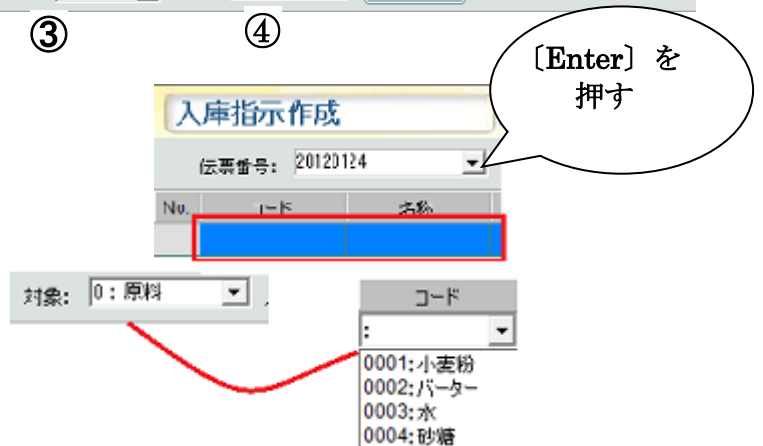 ③
④
〔Enter〕を
押す
入庫指示作成
伝票番号: 20120124
No. コード 名称
対象: 0:原料
コード
:
0001:小麦粉
0002:バーター
0003:水
0004:砂糖